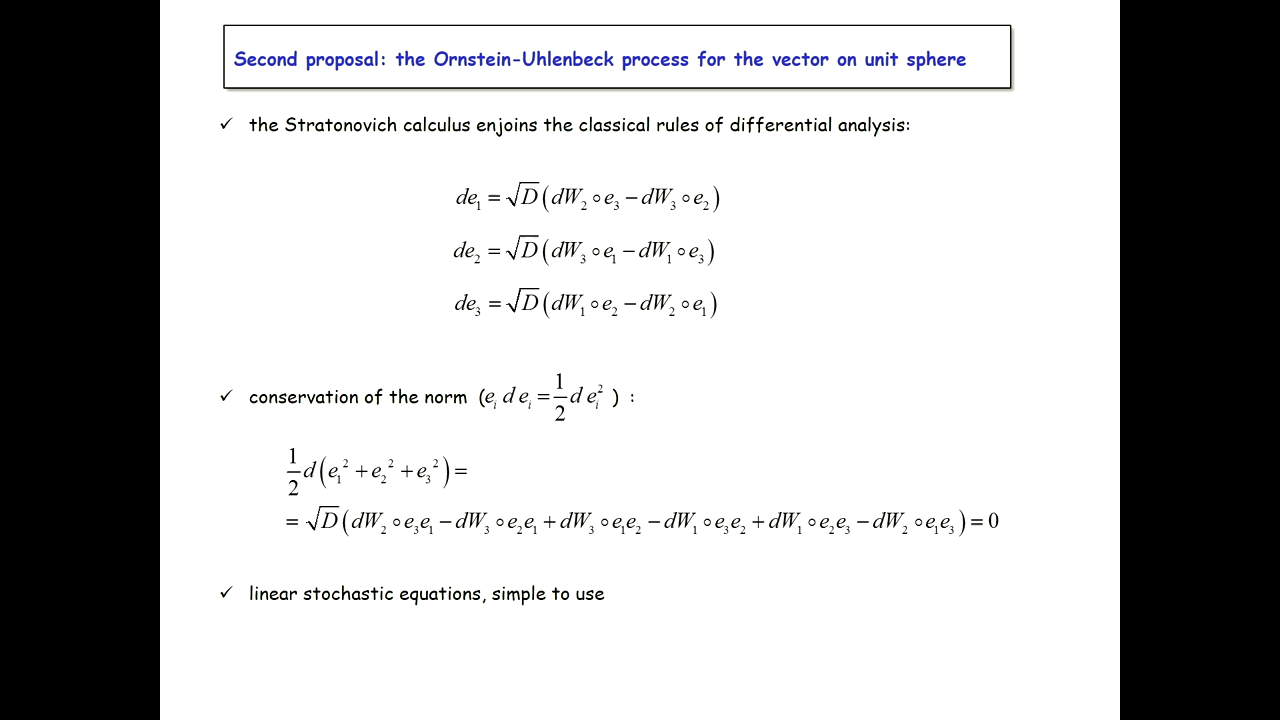 Second proposal: the Ornstein-Uhlenbeck process for the vector on unit sphere
✓ the Stratonovich calculus enjoins the classical rules of differential analysis:
de₁ = √D (dW₂ ∘ e₃ − dW₃ ∘ e₂)
de₂ = √D (dW₃ ∘ e₁ − dW₁ ∘ e₃)
de₃ = √D (dW₁ ∘ e₂ − dW₂ ∘ e₁)
✓ conservation of the norm (eᵢ d eᵢ = 1/2 d eᵢ²) :
1/2 d(e₁² + e₂² + e₃²) =
= √D (dW₂ ∘ e₃e₁ − dW₃ ∘ e₂e₁ + dW₃ ∘ e₁e₂ − dW₁ ∘ e₃e₂ + dW₁ ∘ e₂e₃ − dW₂ ∘ e₁e₃) = 0
✓ linear stochastic equations, simple to use